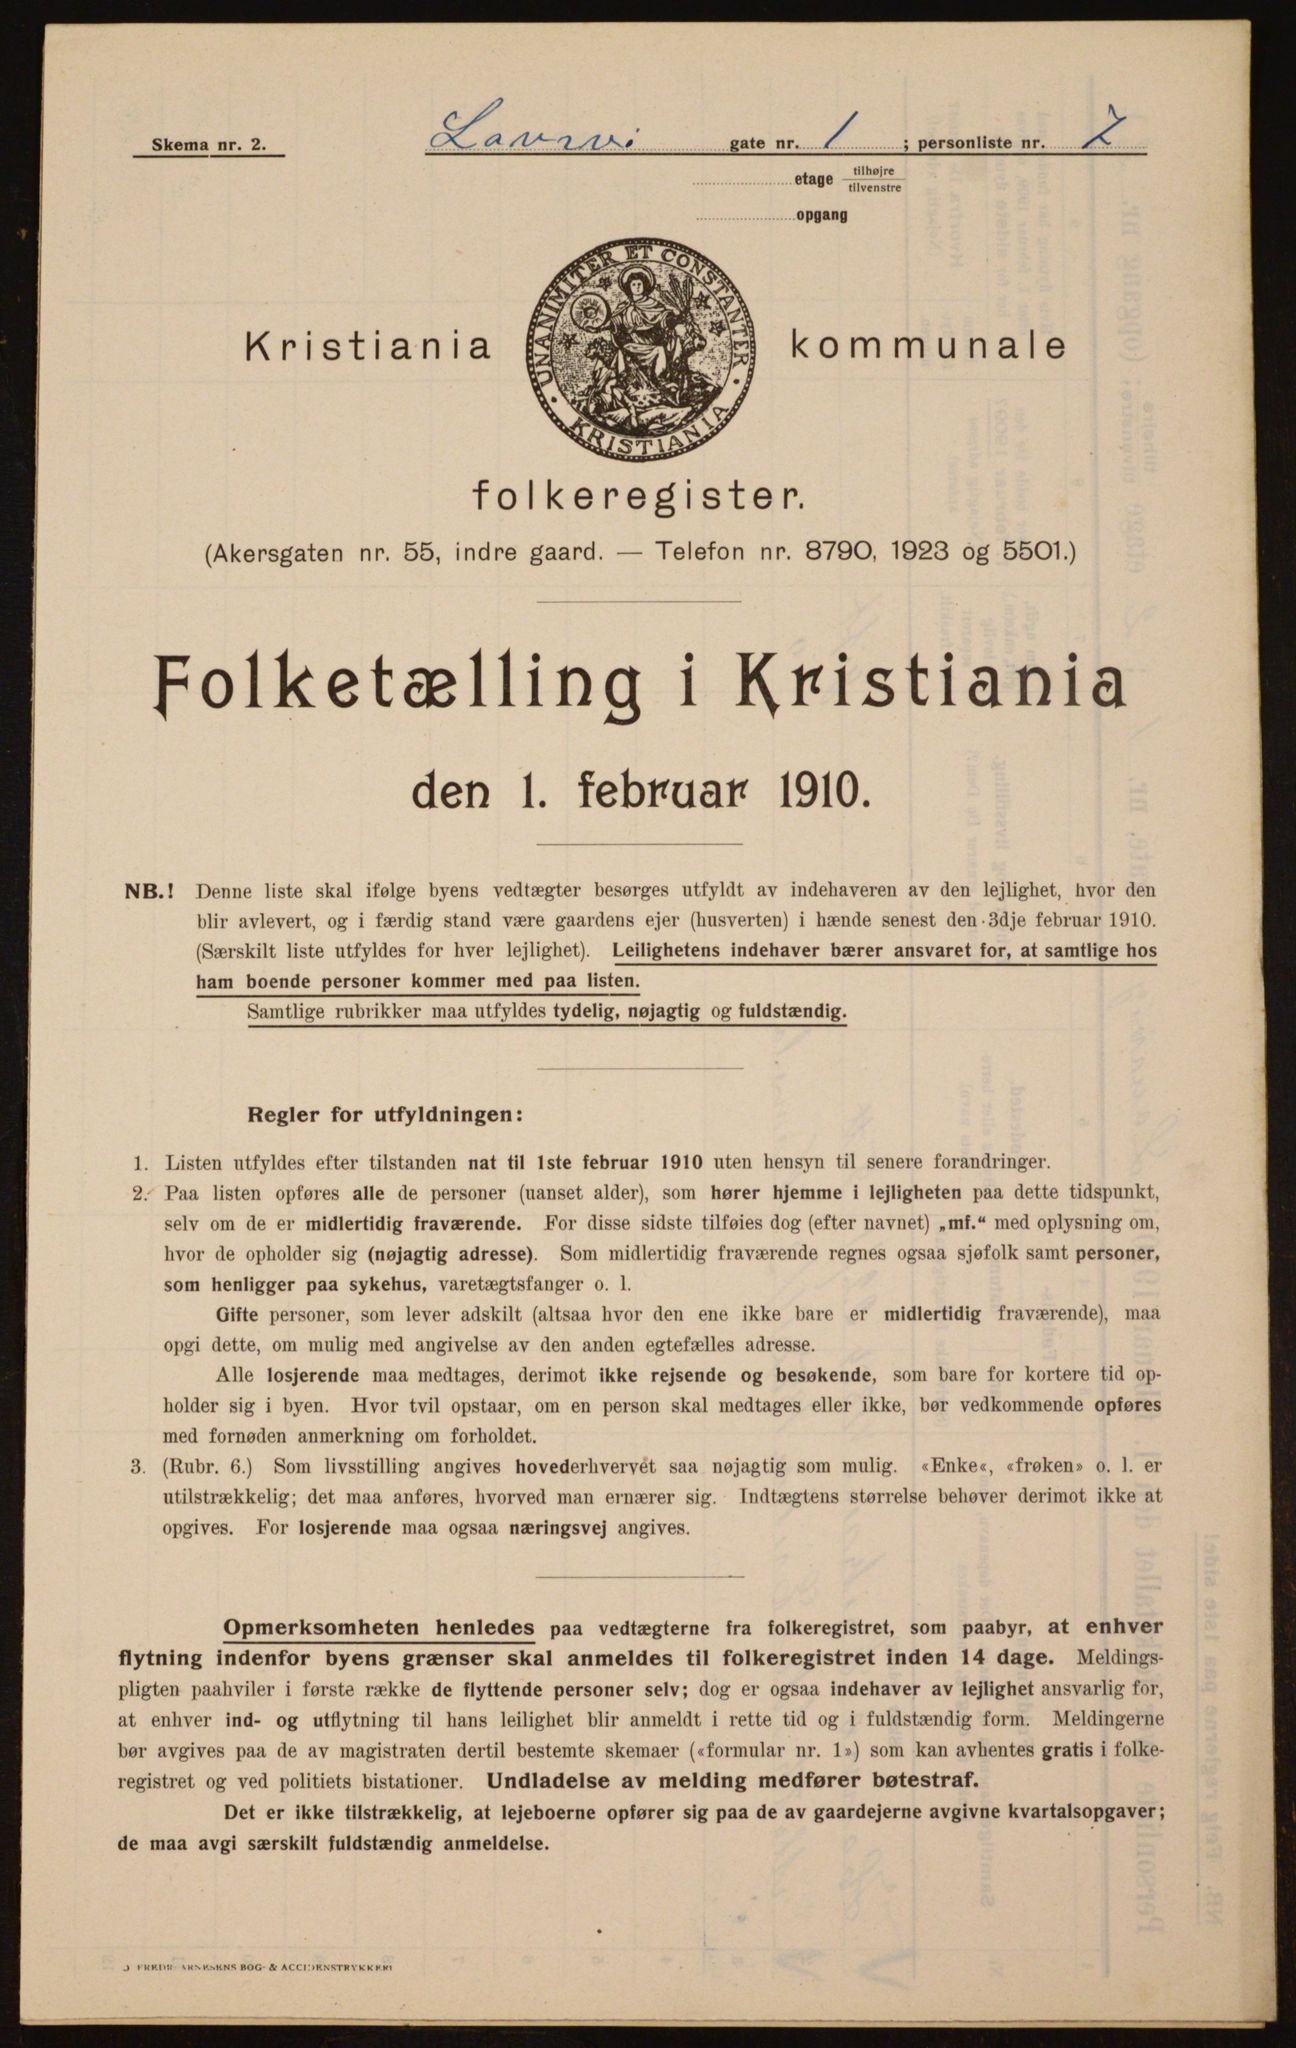 Skema nr. 2.
Lavrvi gate nr. 1; personliste nr. 7
etage tilhøjre
tilvenstre
opgang
UNANIMITER ET CONSTANTER
KRISTIANIA
Kristiania kommunale
folkeregister.
(Akersgaten nr. 55, indre gaard. — Telefon nr. 8790, 1923 og 5501.)
Folketælling i Kristiania
den 1. februar 1910.
NB.! Denne liste skal ifølge byens vedtægter besørges utfyldt av indehaveren av den lejlighet, hvor den
blir avlevert, og i færdig stand være gaardens ejer (husverten) i hænde senest den 3dje februar 1910.
(Særskilt liste utfyldes for hver lejlighet). Leilighetens indehaver bærer ansvaret for, at samtlige hos
ham boende personer kommer med paa listen.
Samtlige rubrikker maa utfyldes tydelig, nøjagtig og fuldstændig.
Regler for utfyldningen:
1. Listen utfyldes efter tilstanden nat til 1ste februar 1910 uten hensyn til senere forandringer.
2. Paa listen opføres alle de personer (uanset alder), som hører hjemme i lejligheten paa dette tidspunkt,
selv om de er midlertidig fraværende. For disse sidste tilføies dog (efter navnet) „mf.“ med oplysning om,
hvor de opholder sig (nøjagtig adresse). Som midlertidig fraværende regnes ogsaa sjøfolk samt personer,
som henligger paa sykehus, varetægtsfanger o. l.
Gifte personer, som lever adskilt (altsaa hvor den ene ikke bare er midlertidig fraværende), maa
opgi dette, om mulig med angivelse av den anden egtefælles adresse.
Alle losjerende maa medtages, derimot ikke rejsende og besøkende, som bare for kortere tid op-
holder sig i byen. Hvor tvil opstaar, om en person skal medtages eller ikke, bør vedkommende opføres
med fornøden anmerkning om forholdet.
3. (Rubr. 6.) Som livsstilling angives hovederhvervet saa nøjagtig som mulig. «Enke«, «frøken» o. l. er
utilstrækkelig; det maa anføres, hvorved man ernærer sig. Indtægtens størrelse behøver derimot ikke at
opgives. For losjerende maa ogsaa næringsvej angives.
Opmerksomheten henledes paa vedtægterne fra folkeregistret, som paabyr, at enhver
flytning indenfor byens grænser skal anmeldes til folkeregistret inden 14 dage. Meldings-
pligten paahviler i første række de flyttende personer selv; dog er ogsaa indehaver av lejlighet ansvarlig for,
at enhver ind- og utflytning til hans leilighet blir anmeldt i rette tid og i fuldstændig form. Meldingerne
bør avgives paa de av magistraten dertil bestemte skemaer («formular nr. 1») som kan avhentes gratis i folke-
registret og ved politiets bistationer. Undladelse av melding medfører bøtestraf.
Det er ikke tilstrækkelig, at lejeboerne opfører sig paa de av gaardejerne avgivne kvartalsopgaver;
de maa avgi særskilt fuldstændig anmeldelse.
BOG- & ACCIDENSTRYKKERI